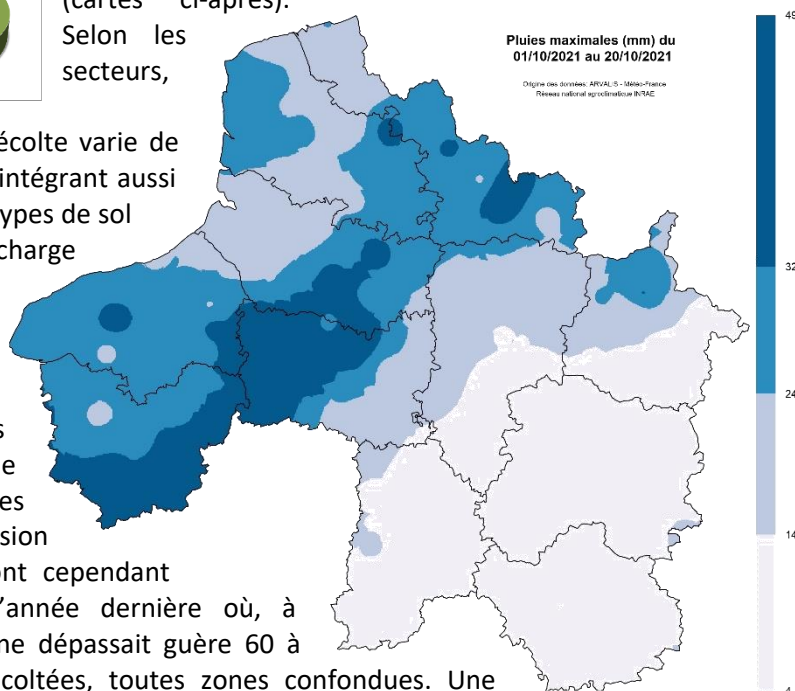 (cartes ci-après).
Selon les
secteurs,
Pluies maximales (mm) du
01/10/2021 au 20/10/2021
Origine des données: ARVALIS - Météo-France
Réseau national agroclimatique INRAE
écolte varie de
intégrant aussi
ypes de sol
charge
s
e
es
sion
ont cependant
'année dernière où, à
ne dépassait guère 60 à
coltées, toutes zones confondues. Une
49
32
24
14
4